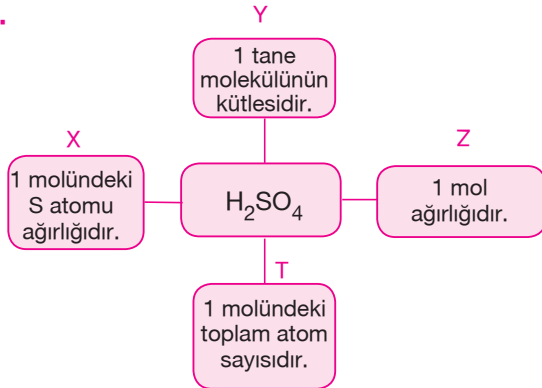 Y
1 tane
molekülünün
kütlesidir.
X
1 molündeki
S atomu
ağırlığıdır.
H₂SO₄
Z
1 mol
ağırlığıdır.
T
1 molündeki
toplam atom
sayısıdır.